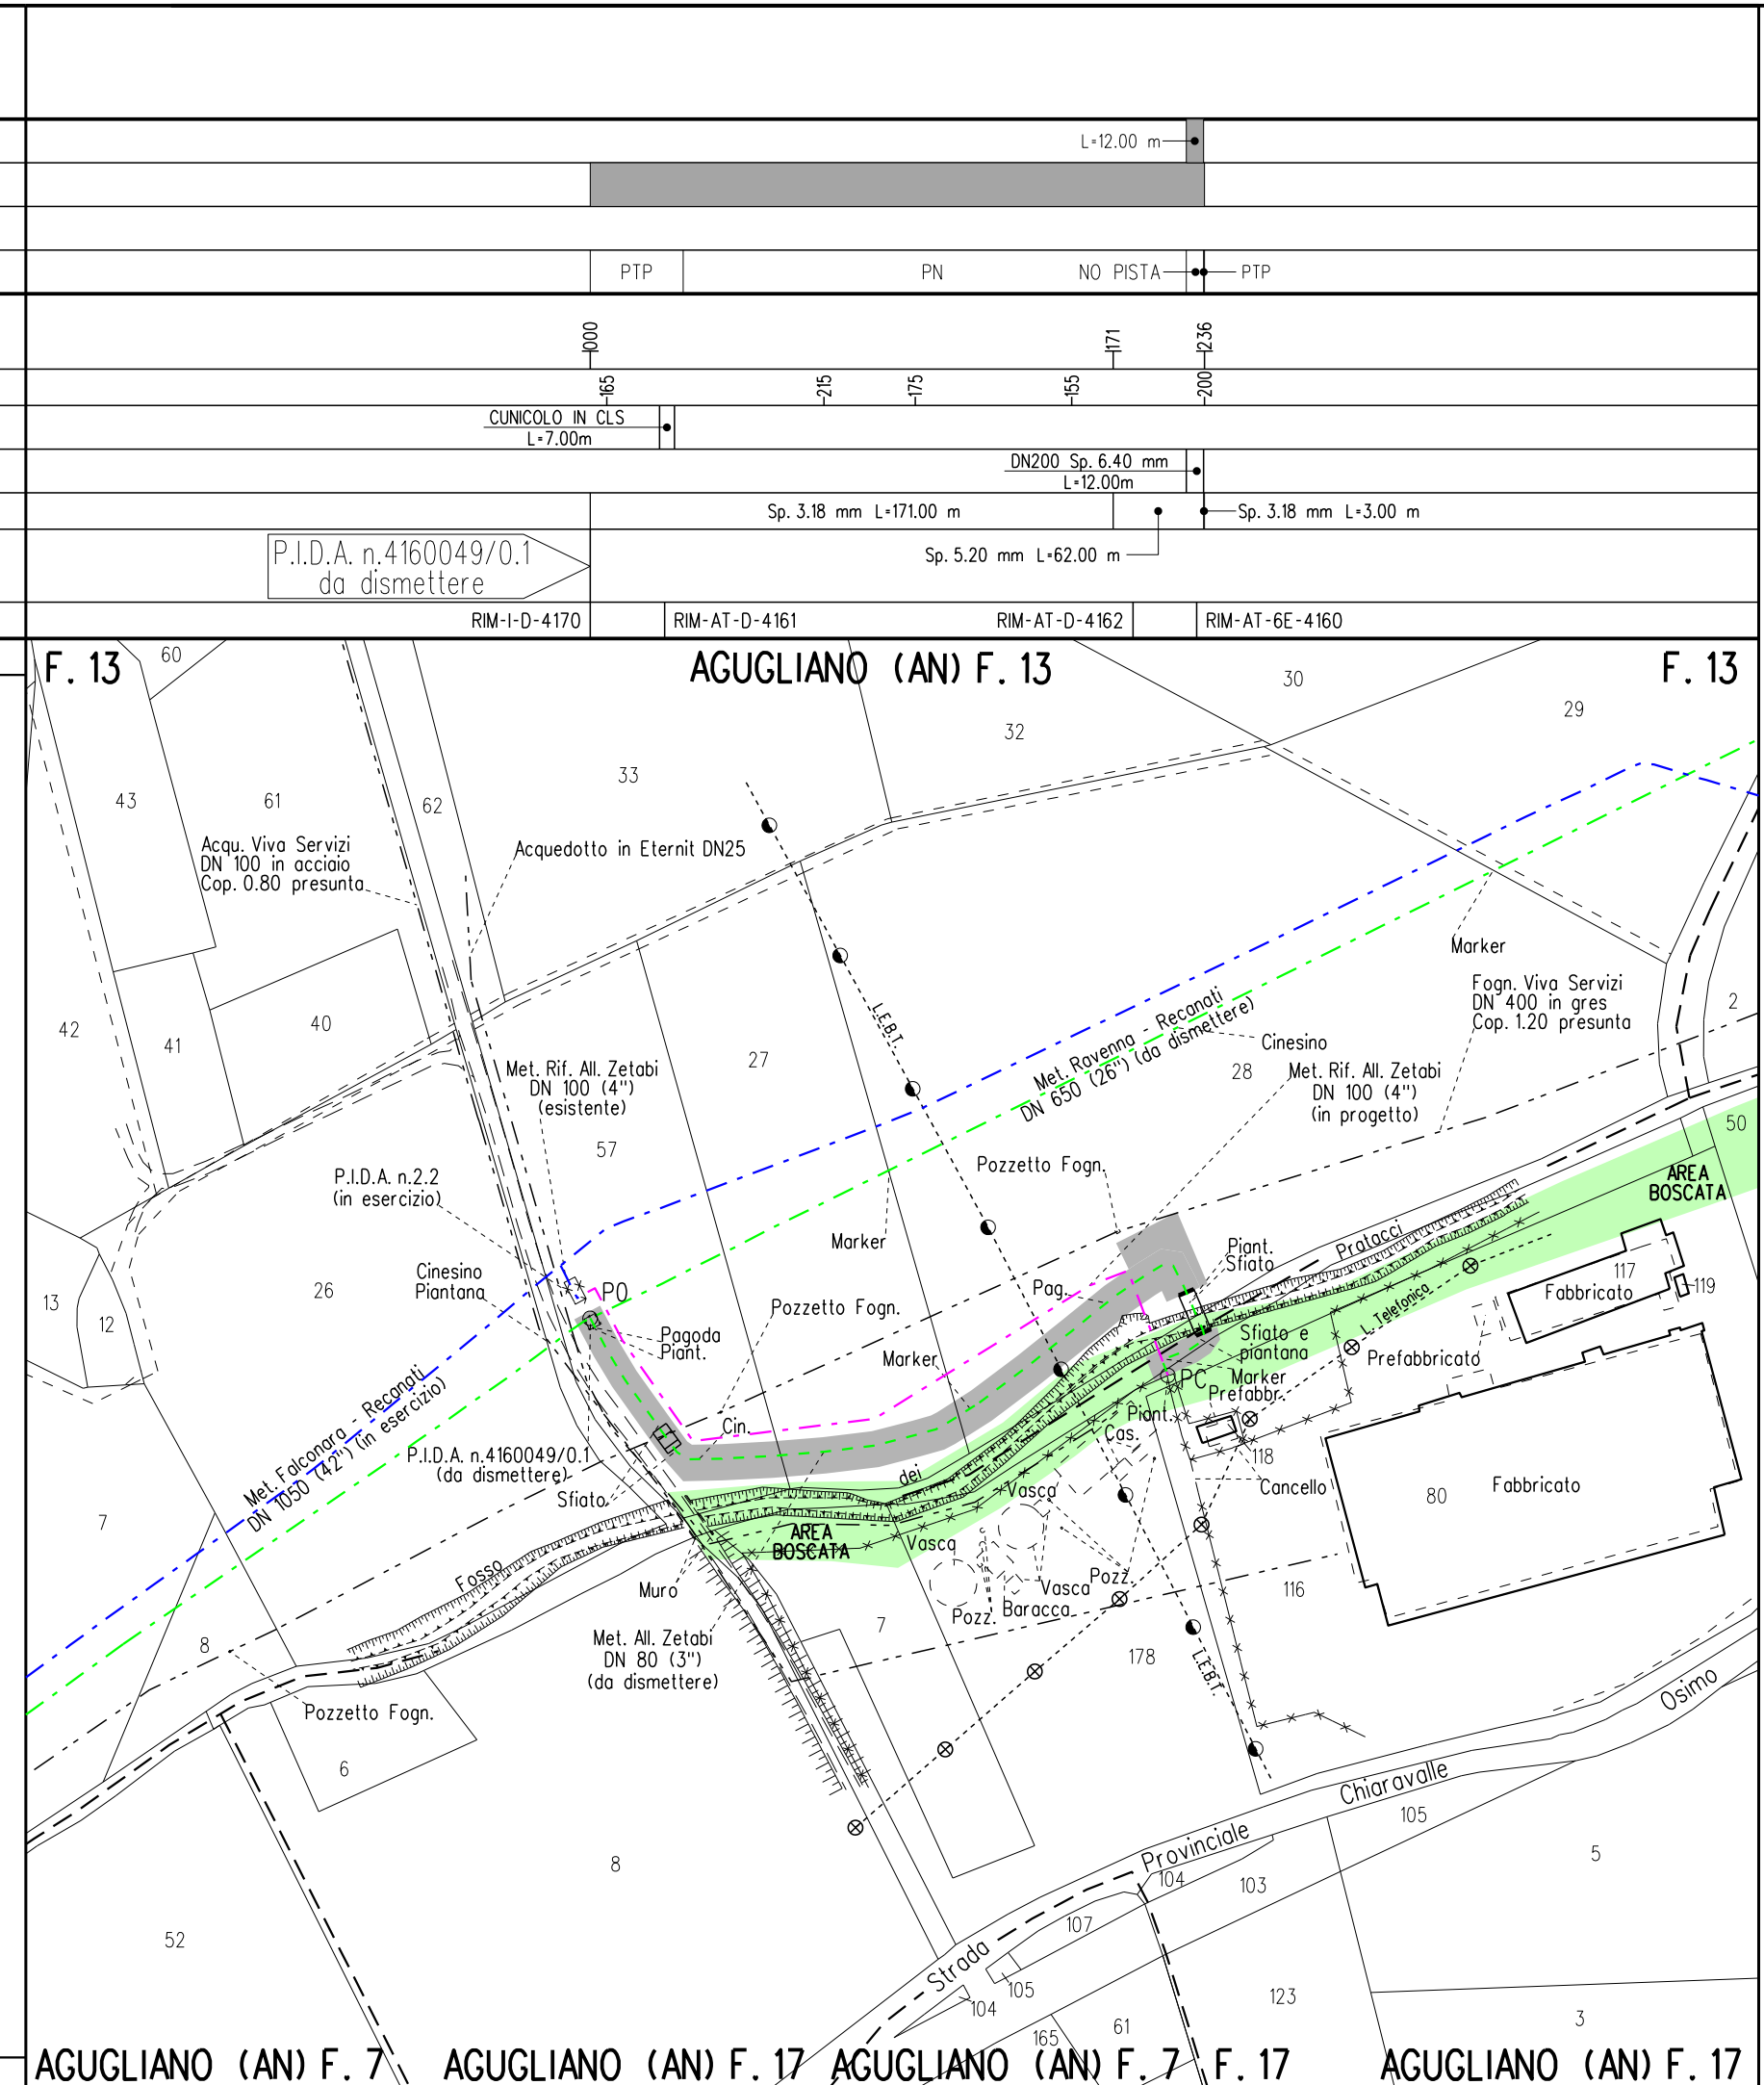 L=12.00 m
PTP
PN
NO PISTA
PTP
000
171
236
165
215
175
155
200
CUNICOLO IN CLS
L=7.00m
DN200 Sp. 6.40 mm
L=12.00m
Sp. 3.18 mm L=171.00 m
Sp. 3.18 mm L=3.00 m
P.I.D.A. n.4160049/0.1
da dismettere
Sp. 5.20 mm L=62.00 m
RIM-I-D-4170
RIM-AT-D-4161
RIM-AT-D-4162
RIM-AT-6E-4160
F. 13
AGUGLIANO (AN) F. 13
F. 13
60
30
29
32
33
43
61
62
Acqu. Viva Servizi
DN 100 in acciaio
Cop. 0.80 presunta
Acquedotto in Eternit DN25
Marker
Fogn. Viva Servizi
DN 400 in gres
Cop. 1.20 presunta
2
42
41
40
L.E.B.T.
Met. Ravenna - Recanati
DN 650 (26") (da dismettere)
Cinesino
27
28
Met. Rif. All. Zetabi
DN 100 (4")
(esistente)
Met. Rif. All. Zetabi
DN 100 (4")
(in progetto)
57
50
Pozzetto Fogn.
P.I.D.A. n.2.2
(in esercizio)
AREA
BOSCATA
Marker
Pratacci
Piant.
Sfiato
Cinesino
Piantana
26
P0
Pag.
117
Fabbricato
119
13
12
Pozzetto Fogn.
L. Telefonica
Pagoda
Piant.
Sfiato e
piantana
Marker
Prefabbricato
Marker
PC
Prefabbr.
Met. Falconara - Recanati
DN 1050 (42") (in esercizio)
Cin.
Piant.
Cas.
P.I.D.A. n.4160049/0.1
(da dismettere)
118
Cancello
dei
Sfiato
Vasca
80
Fabbricato
7
AREA
BOSCATA
Vasca
Fosso
Muro
Vasca
Pozz.
Pozz.
Baracca
116
7
8
Met. All. Zetabi
DN 80 (3")
(da dismettere)
178
L.E.B.T.
Pozzetto Fogn.
Osimo
6
Chiaravalle
105
Provinciale
5
8
104
103
107
52
Strada
105
104
123
3
165
61
AGUGLIANO (AN) F. 7
AGUGLIANO (AN) F. 17
AGUGLIANO (AN) F. 7
F. 17
AGUGLIANO (AN) F. 17